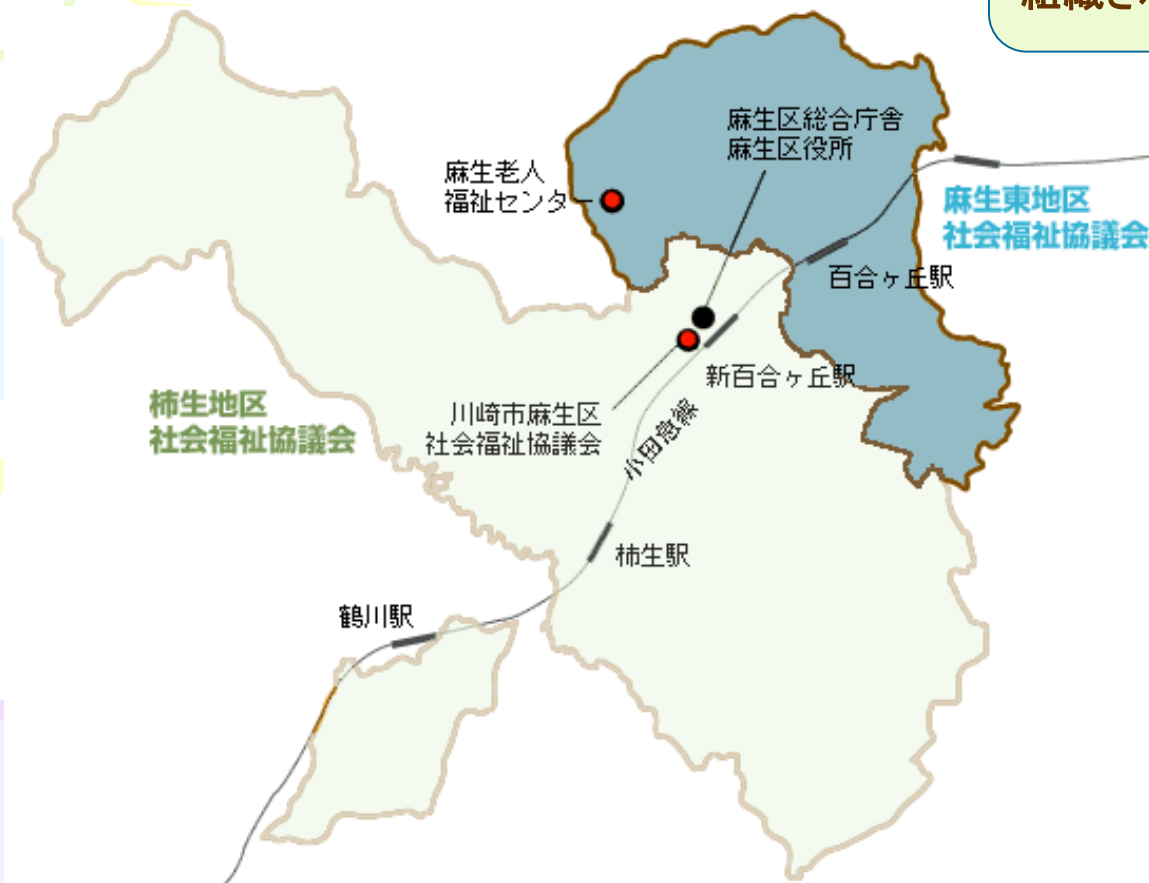 麻生区総合庁舎
麻生区役所
麻生老人
福祉センター
麻生東地区
社会福祉協議会
百合ヶ丘駅
新百合ヶ丘駅
柿生地区
社会福祉協議会
川崎市麻生区
社会福祉協議会
小田急線
柿生駅
鶴川駅